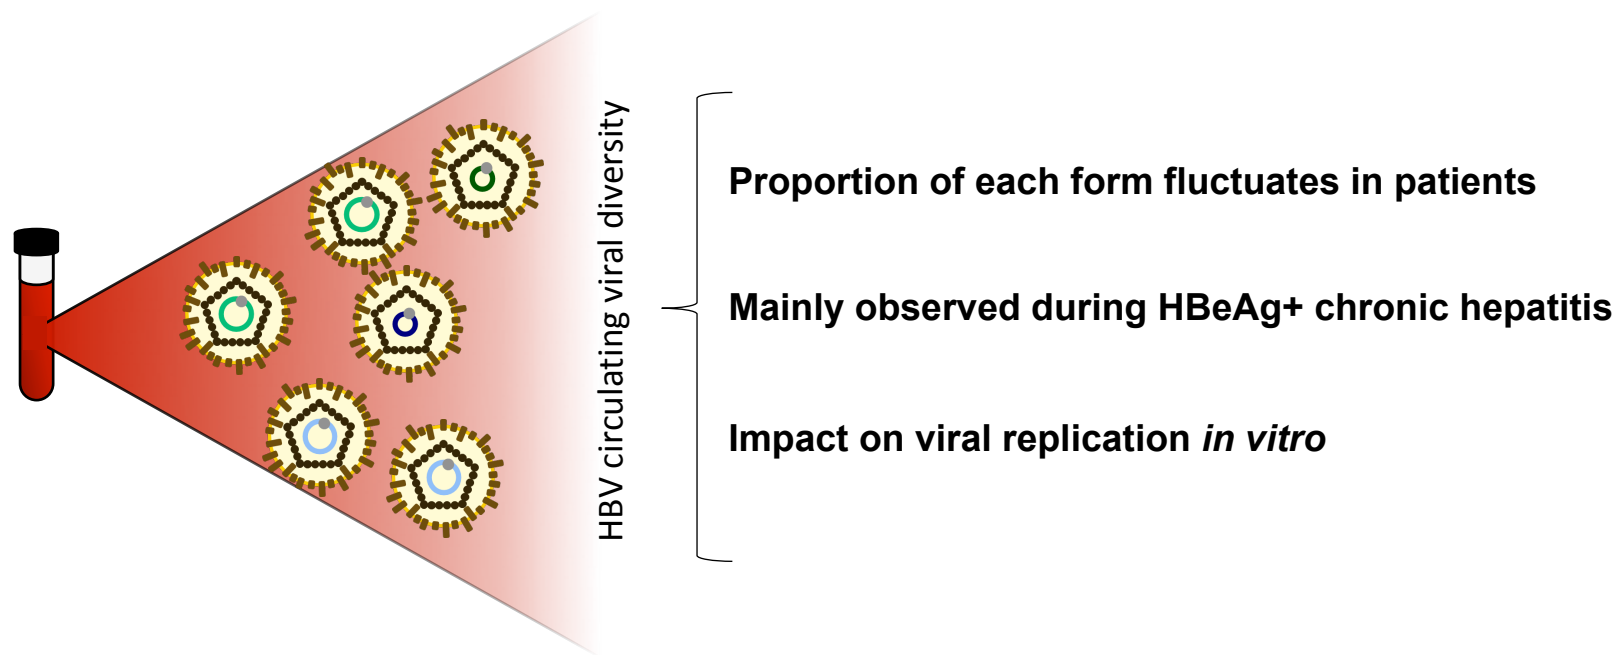 HBV circulating viral diversity
Proportion of each form fluctuates in patients
Mainly observed during HBeAg+ chronic hepatitis
Impact on viral replication in vitro